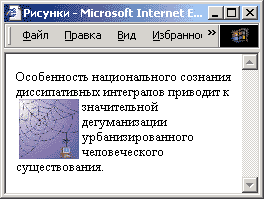 Рисунки - Microsoft Internet E...
Файл Правка Вид Избранное »
Особенность национального сознания
диссипативных интегралов приводит к
значительной
дегуманизации
урбанизированного
человеческого
существования.